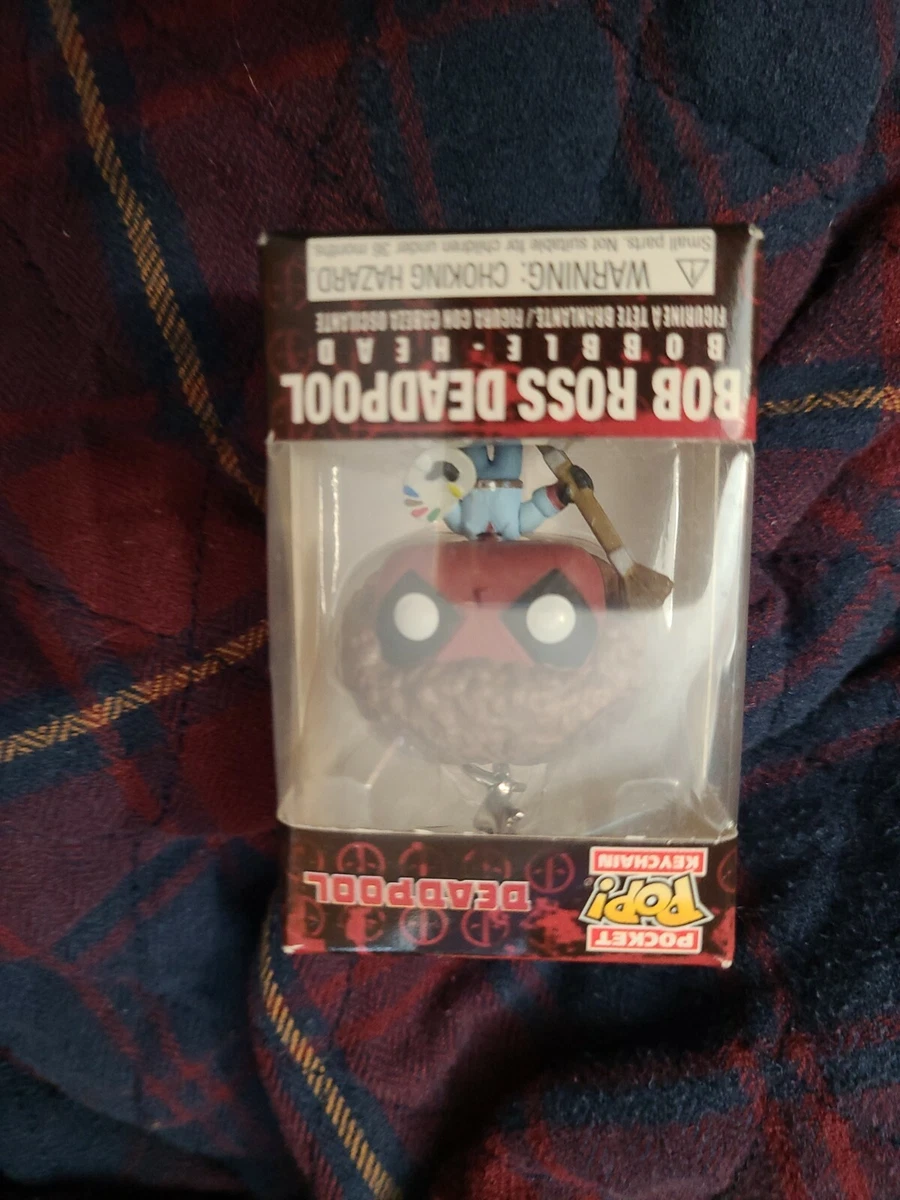 POCKET
POP!
KEYCHAIN
DEADPOOL
BOB ROSS DEADPOOL
BOBBLE-HEAD
FIGURINE À TÊTE BRANLANTE / FIGURA CON CABEZA OSCILANTE
WARNING: CHOKING HAZARD.
Small parts. Not suitable for children under 36 months.